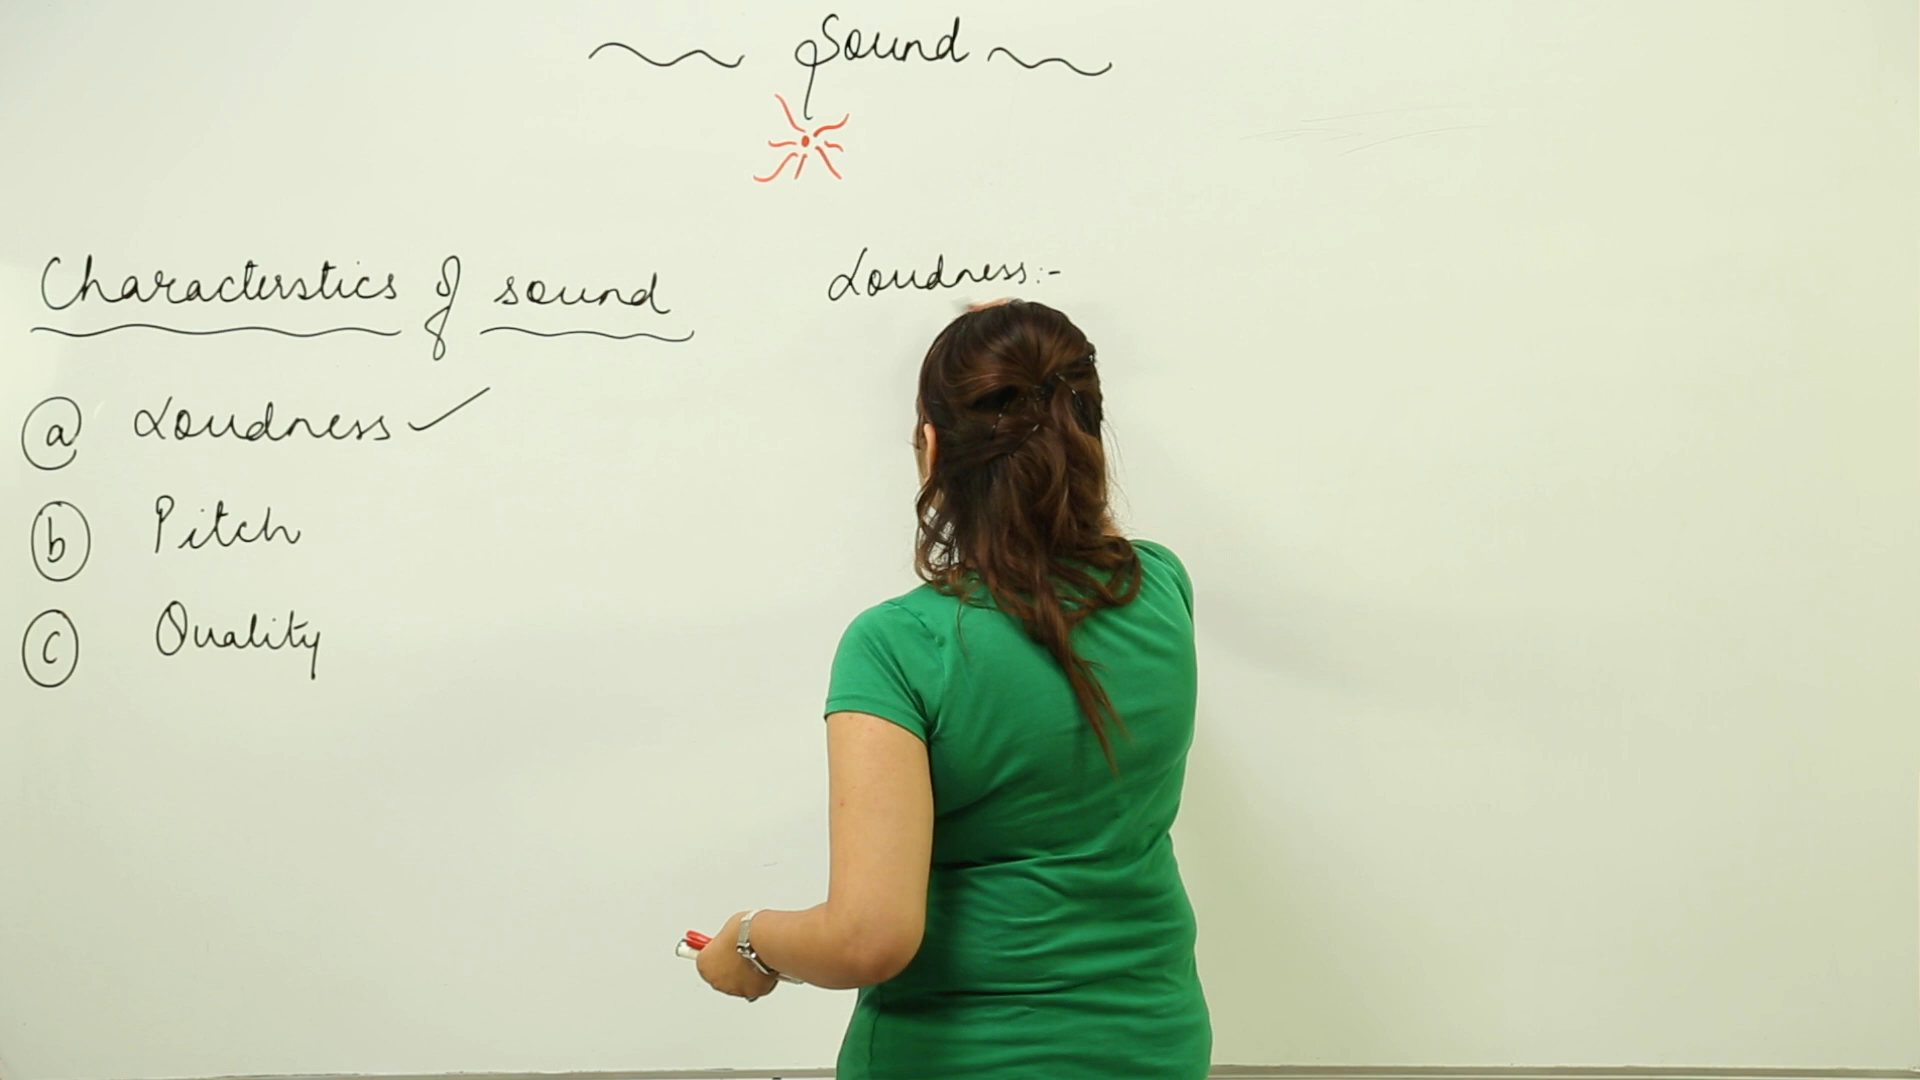 Sound
Characterstics of sound
a Loudness ✓
b Pitch
c Quality
Loudness:-